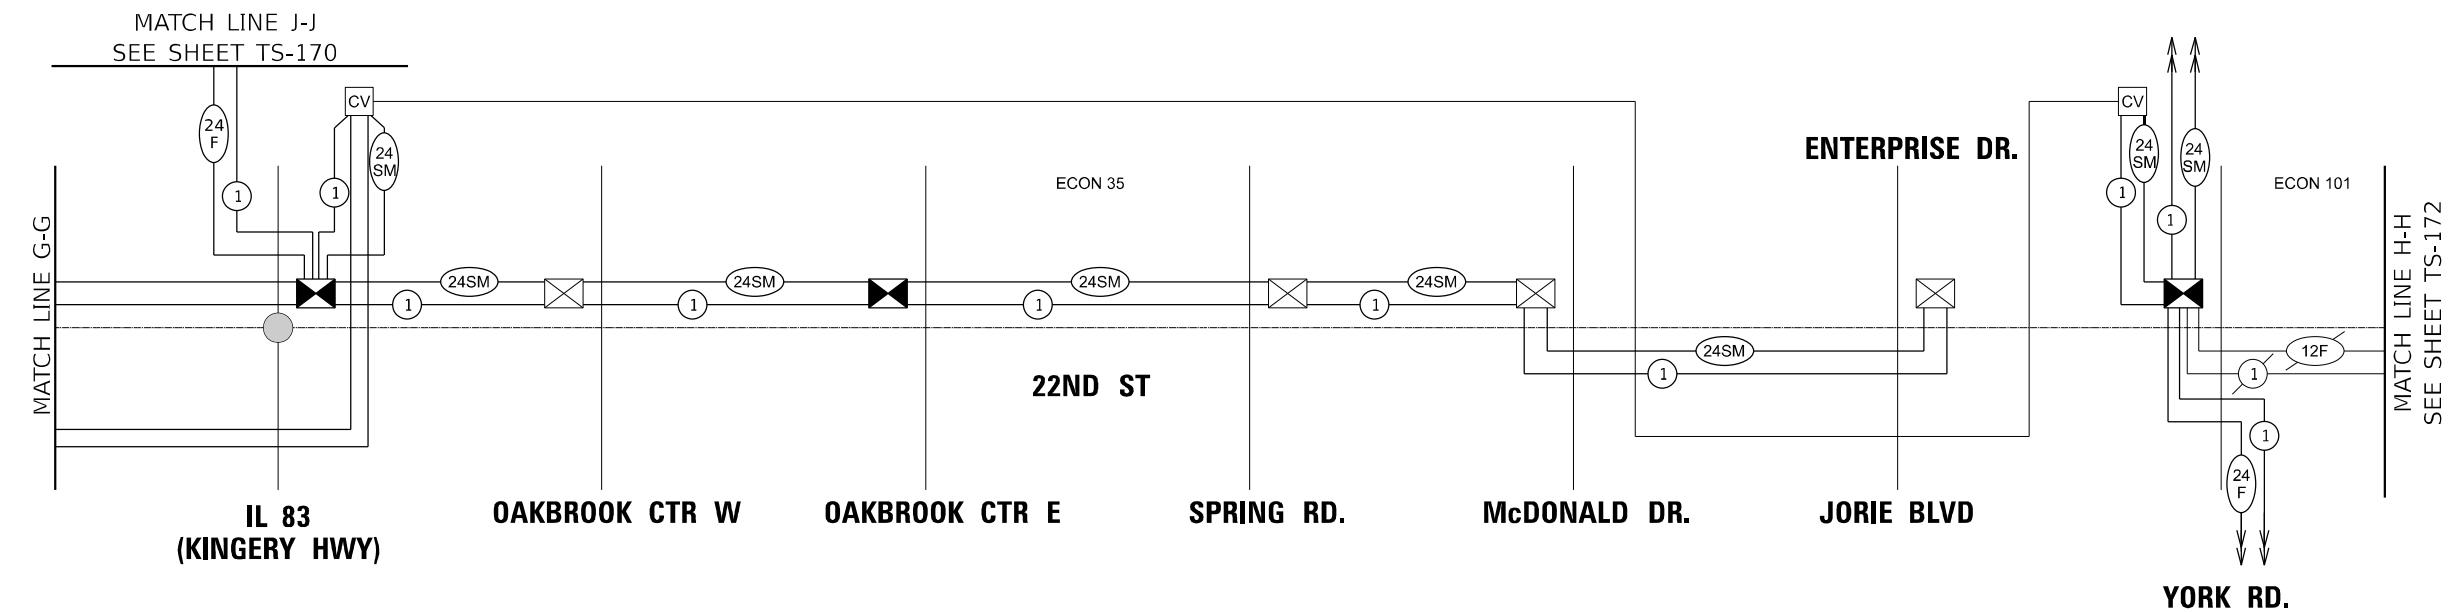 MATCH LINE J-J
SEE SHEET TS-170
CV
CV
24
F
24
SM
24
SM
24
SM
ENTERPRISE DR.
ECON 35
ECON 101
1
1
1
1
MATCH LINE G-G
MATCH LINE H-H
SEE SHEET TS-172
24SM
24SM
24SM
24SM
1
1
1
1
24SM
12F
1
1
22ND ST
1
24
F
IL 83
(KINGERY HWY)
OAKBROOK CTR W
OAKBROOK CTR E
SPRING RD.
McDONALD DR.
JORIE BLVD
YORK RD.